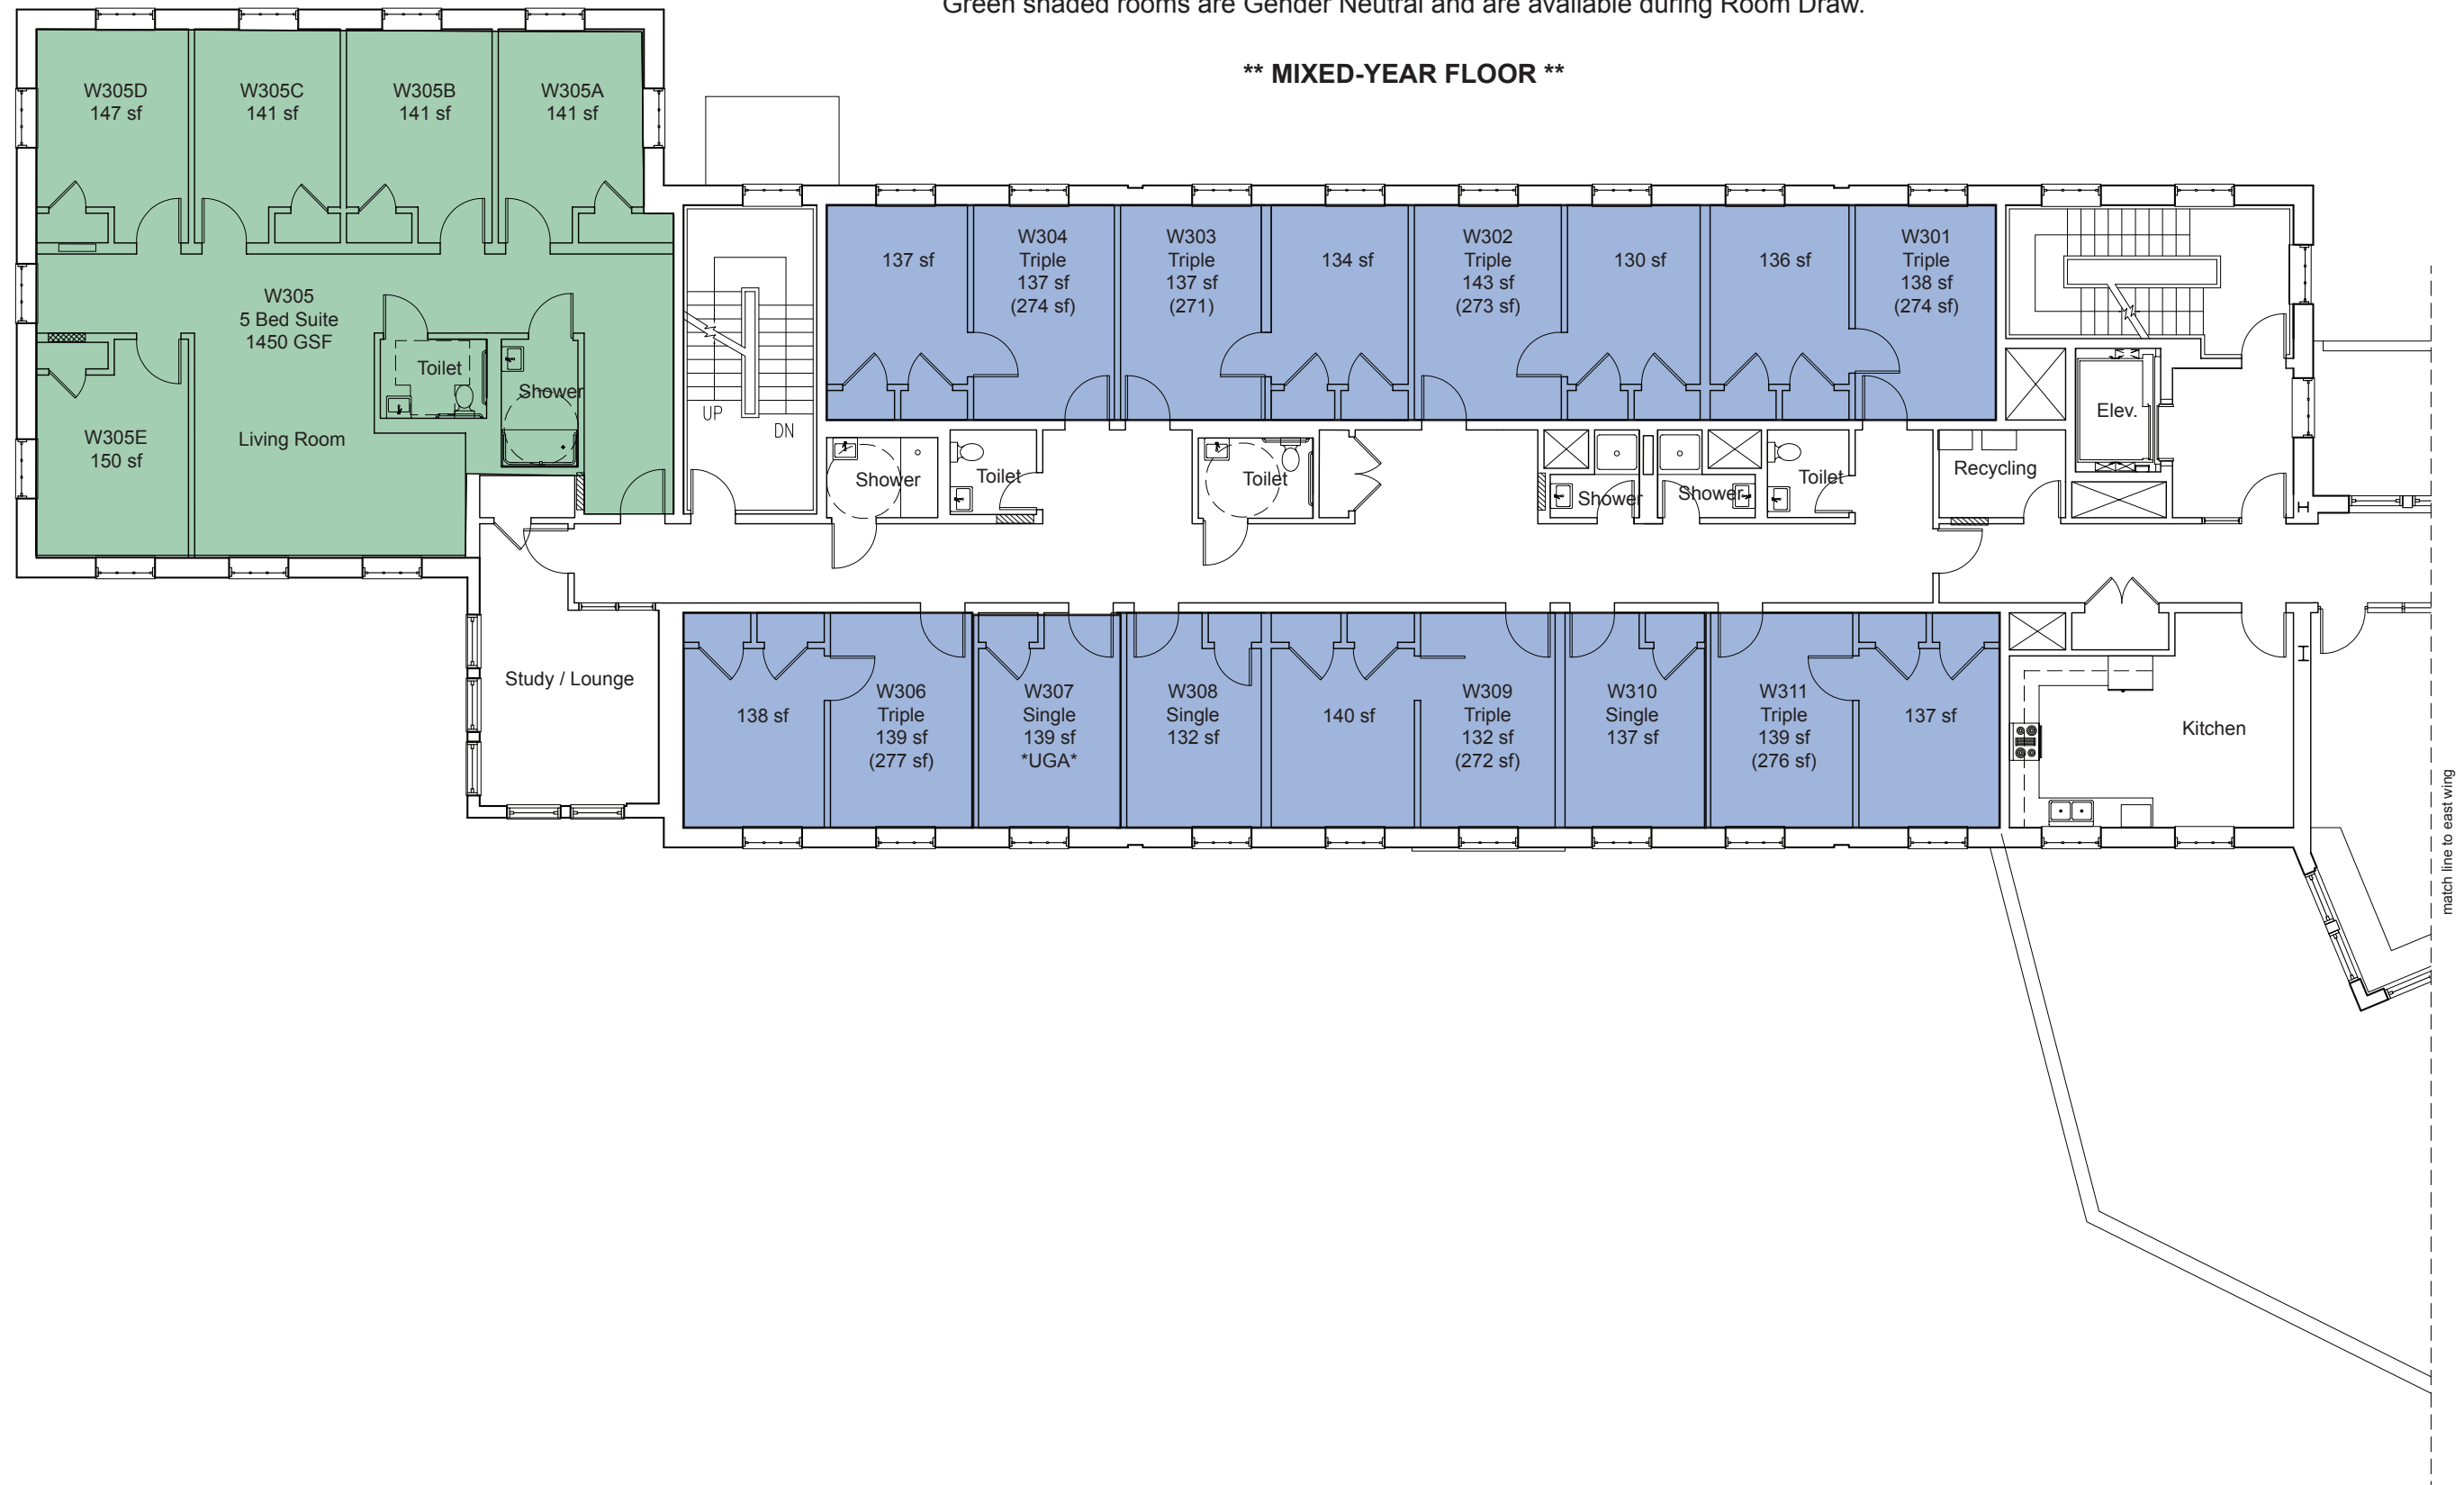 Green shaded rooms are Gender Neutral and are available during Room Draw.
** MIXED-YEAR FLOOR **
W305D
147 sf
W305C
141 sf
W305B
141 sf
W305A
141 sf
W305
5 Bed Suite
1450 GSF
Toilet
Shower
W305E
150 sf
Living Room
UP
DN
137 sf
W304
Triple
137 sf
(274 sf)
W303
Triple
137 sf
(271)
134 sf
W302
Triple
143 sf
(273 sf)
130 sf
136 sf
W301
Triple
138 sf
(274 sf)
Elev.
Shower
Toilet
Toilet
Shower
Shower
Toilet
Recycling
Study / Lounge
138 sf
W306
Triple
139 sf
(277 sf)
W307
Single
139 sf
*UGA*
W308
Single
132 sf
140 sf
W309
Triple
132 sf
(272 sf)
W310
Single
137 sf
W311
Triple
139 sf
(276 sf)
137 sf
Kitchen
match line to east wing